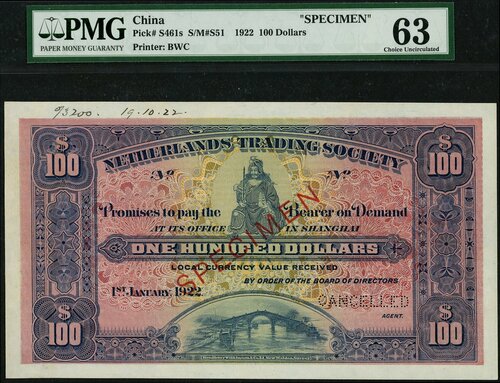 PMG
PAPER MONEY GUARANTY
China "SPECIMEN"
Pick# S461s S/M#S51 1922 100 Dollars
Printer: BWC
63
Choice Uncirculated
19.10.22.
$ $
100 100
NETHERLANDS TRADING SOCIETY
No No
Promises to pay the Bearer on Demand
AT ITS OFFICE IN SHANGHAI
ONE HUNDRED DOLLARS
LOCAL CURRENCY VALUE RECEIVED
BY ORDER OF THE BOARD OF DIRECTORS
1ST JANUARY, 1922
CANCELLED
AGENT.
SPECIMEN
$ $
100 100